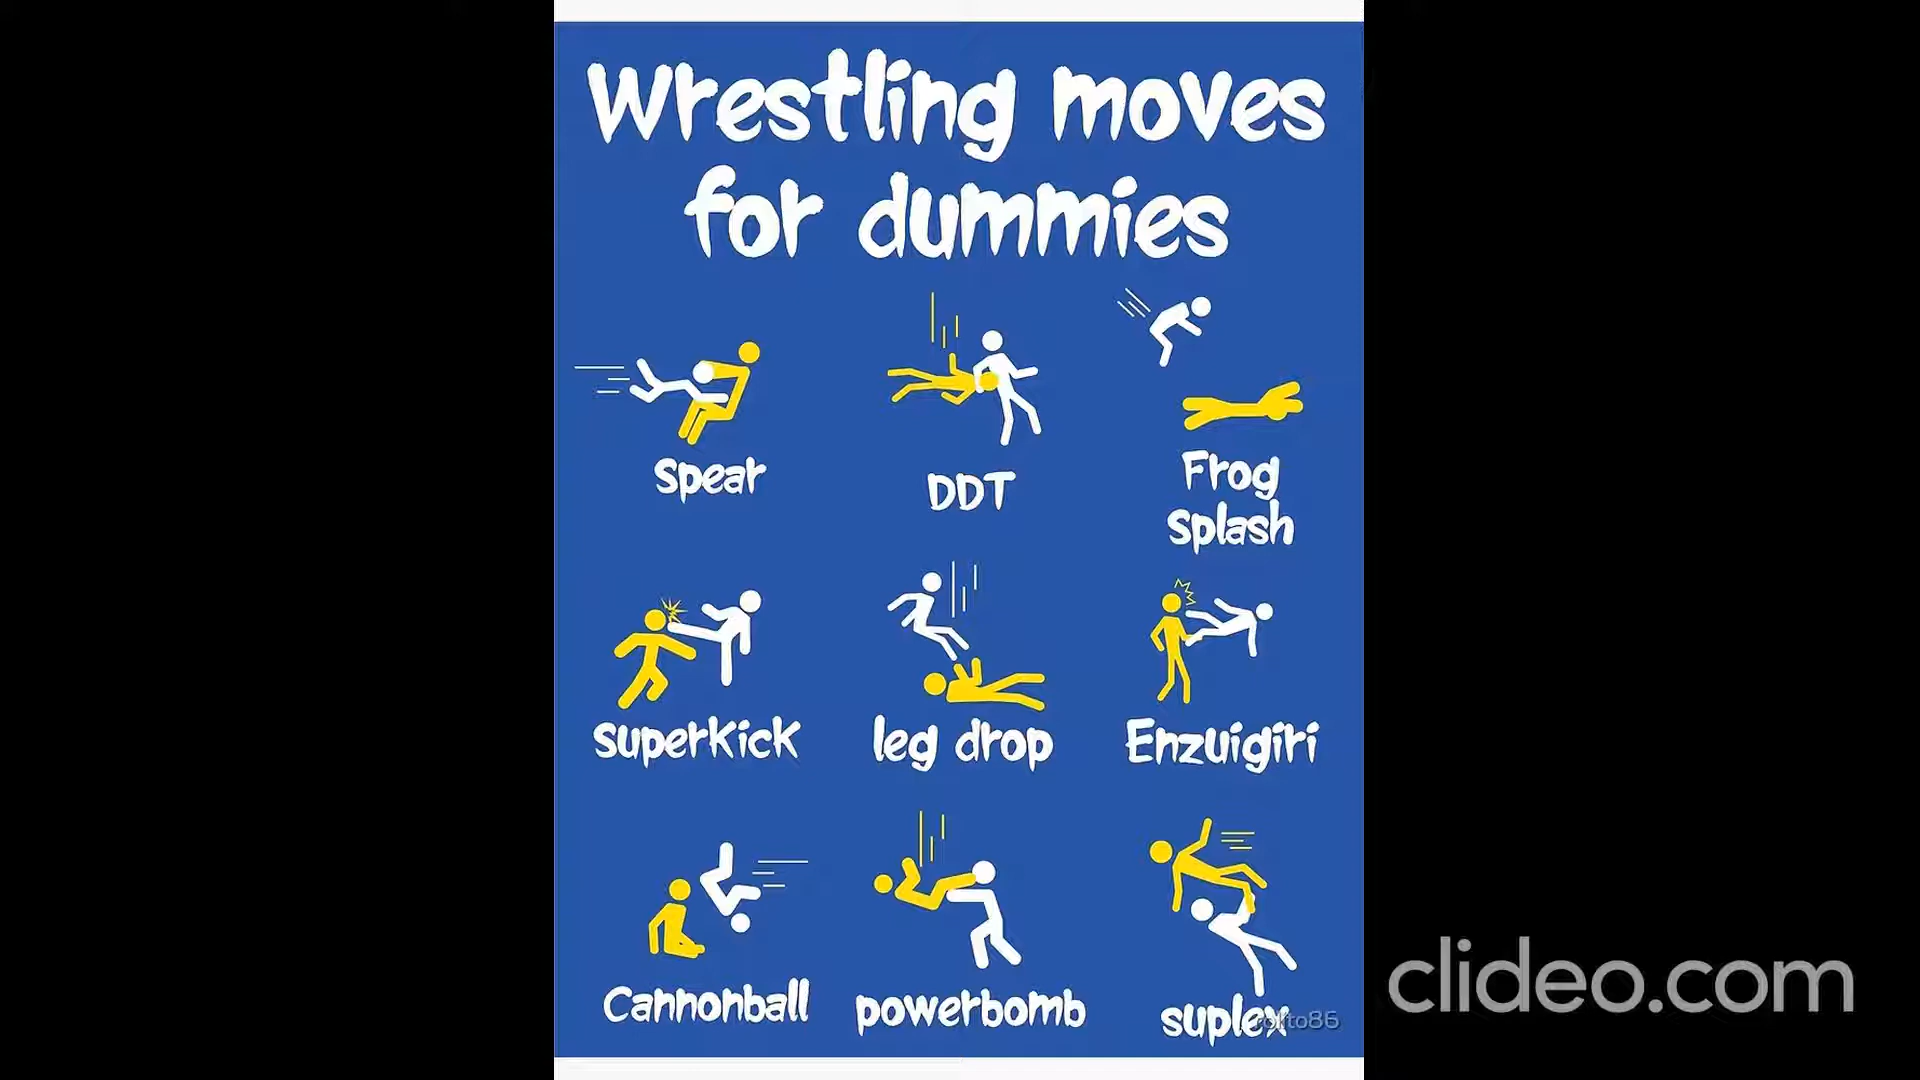 Wrestling moves
for dummies
Spear
DDT
Frog
Splash
superkick
leg drop
Enzuigiri
Cannonball
powerbomb
suplex
clideo.com